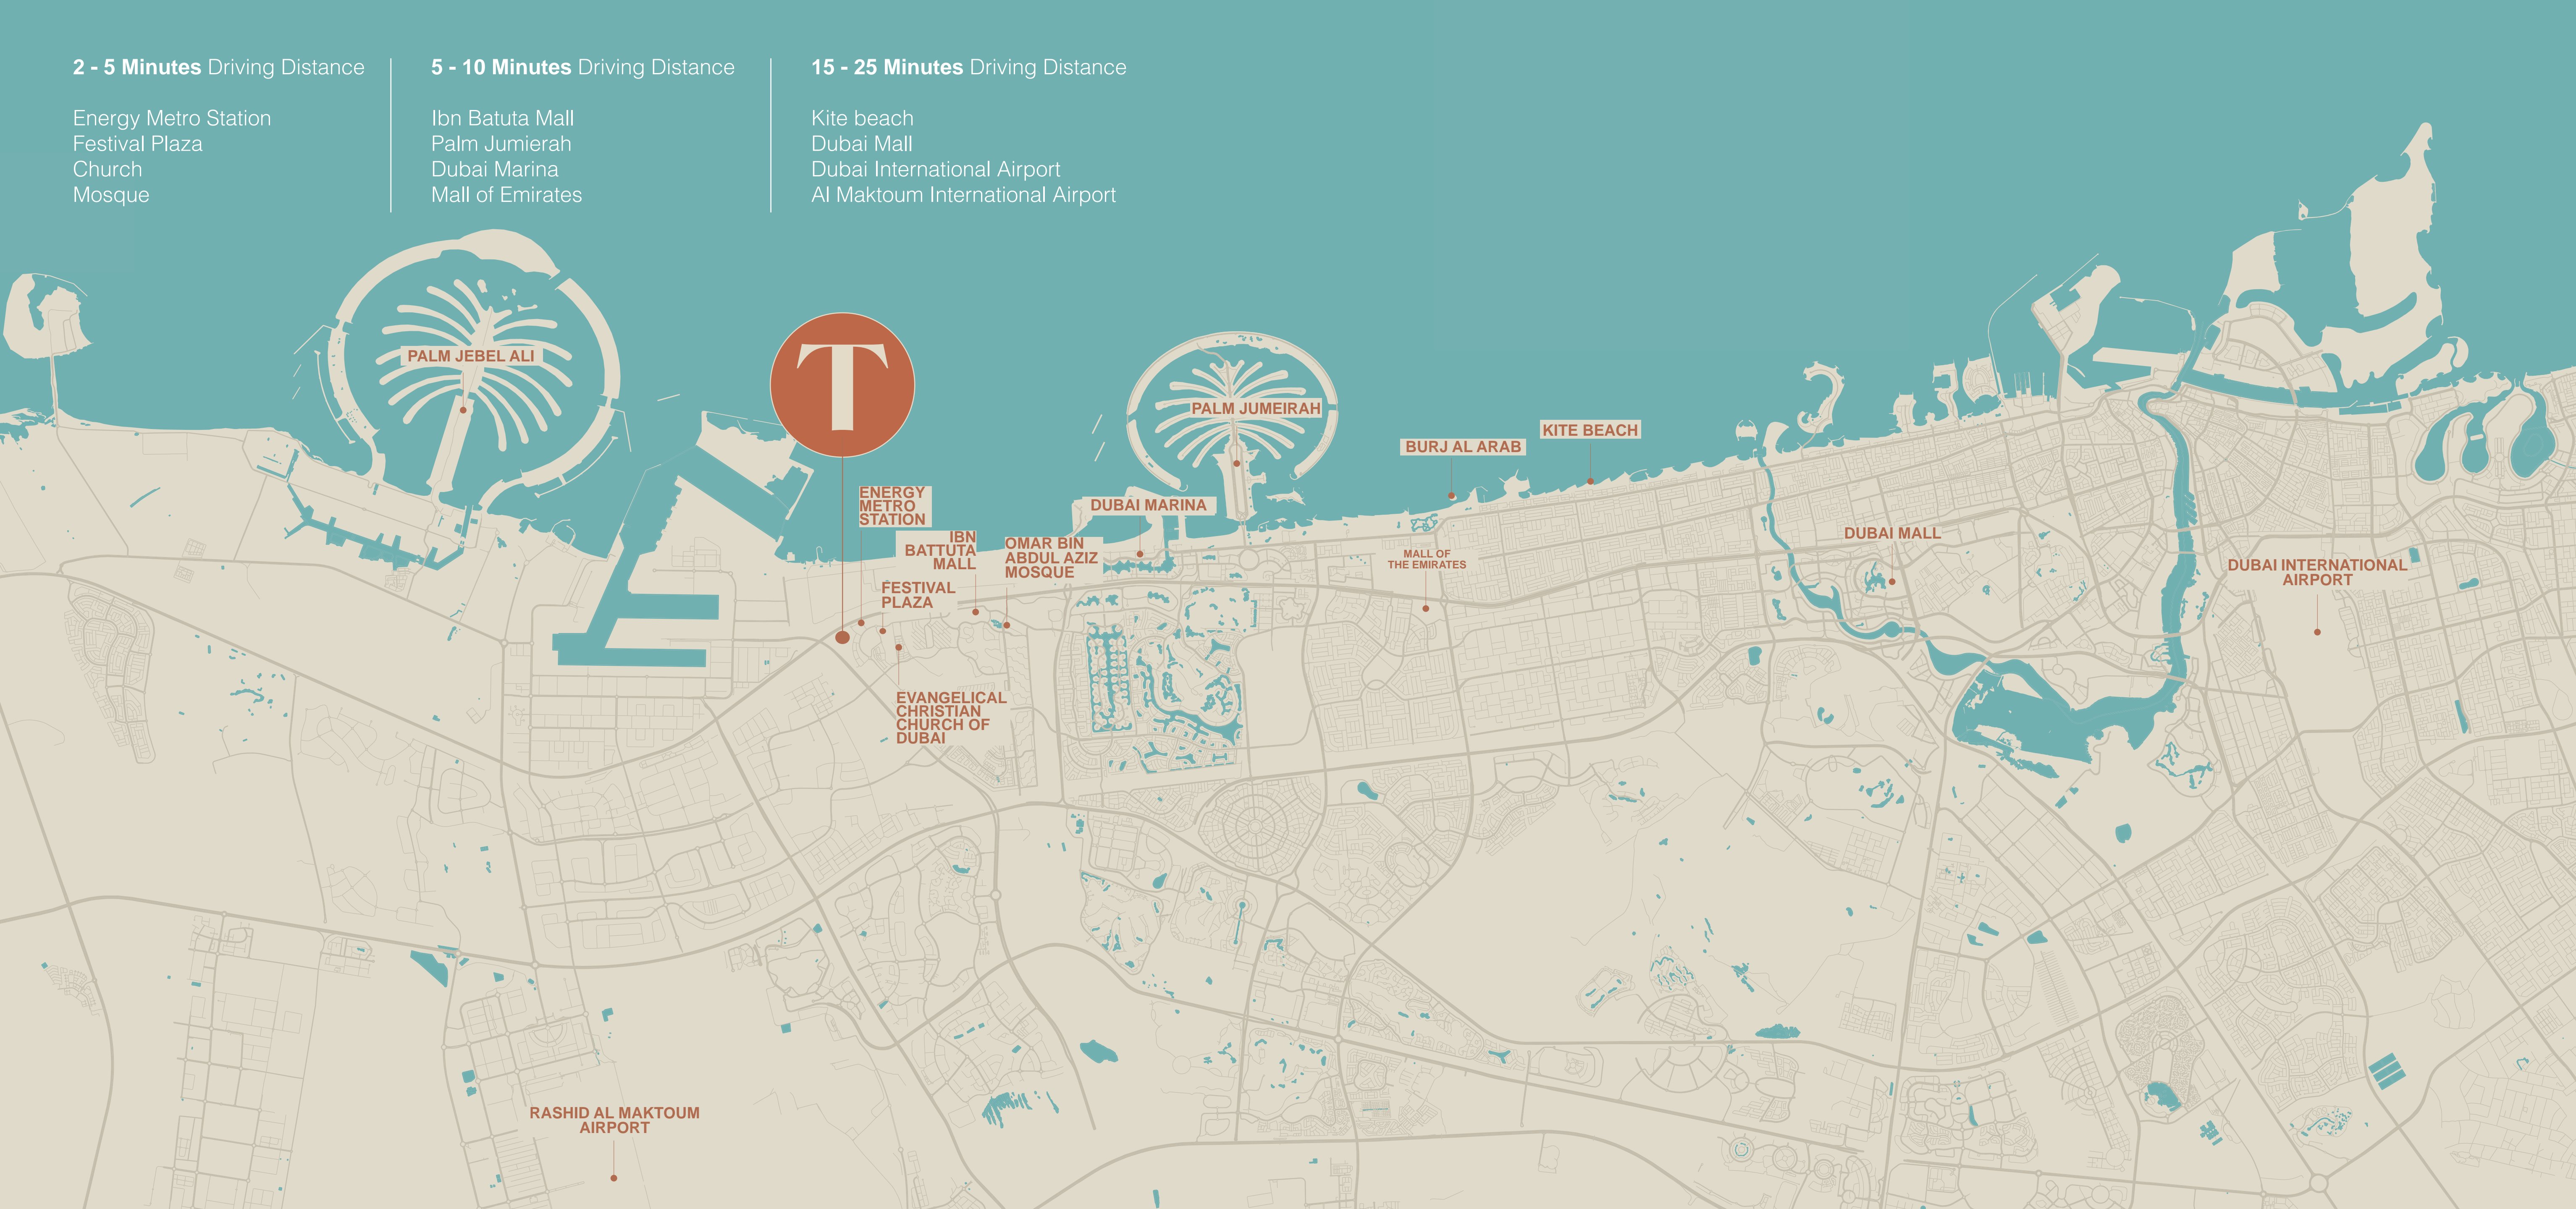 2 - 5 Minutes Driving Distance
Energy Metro Station
Festival Plaza
Church
Mosque
5 - 10 Minutes Driving Distance
Ibn Batuta Mall
Palm Jumierah
Dubai Marina
Mall of Emirates
15 - 25 Minutes Driving Distance
Kite beach
Dubai Mall
Dubai International Airport
Al Maktoum International Airport
PALM JEBEL ALI
T
PALM JUMEIRAH
BURJ AL ARAB
KITE BEACH
ENERGY
METRO
STATION
IBN
BATTUTA
MALL
OMAR BIN
ABDUL AZIZ
MOSQUE
DUBAI MARINA
FESTIVAL
PLAZA
MALL OF
THE EMIRATES
DUBAI MALL
DUBAI INTERNATIONAL
AIRPORT
EVANGELICAL
CHRISTIAN
CHURCH OF
DUBAI
RASHID AL MAKTOUM
AIRPORT